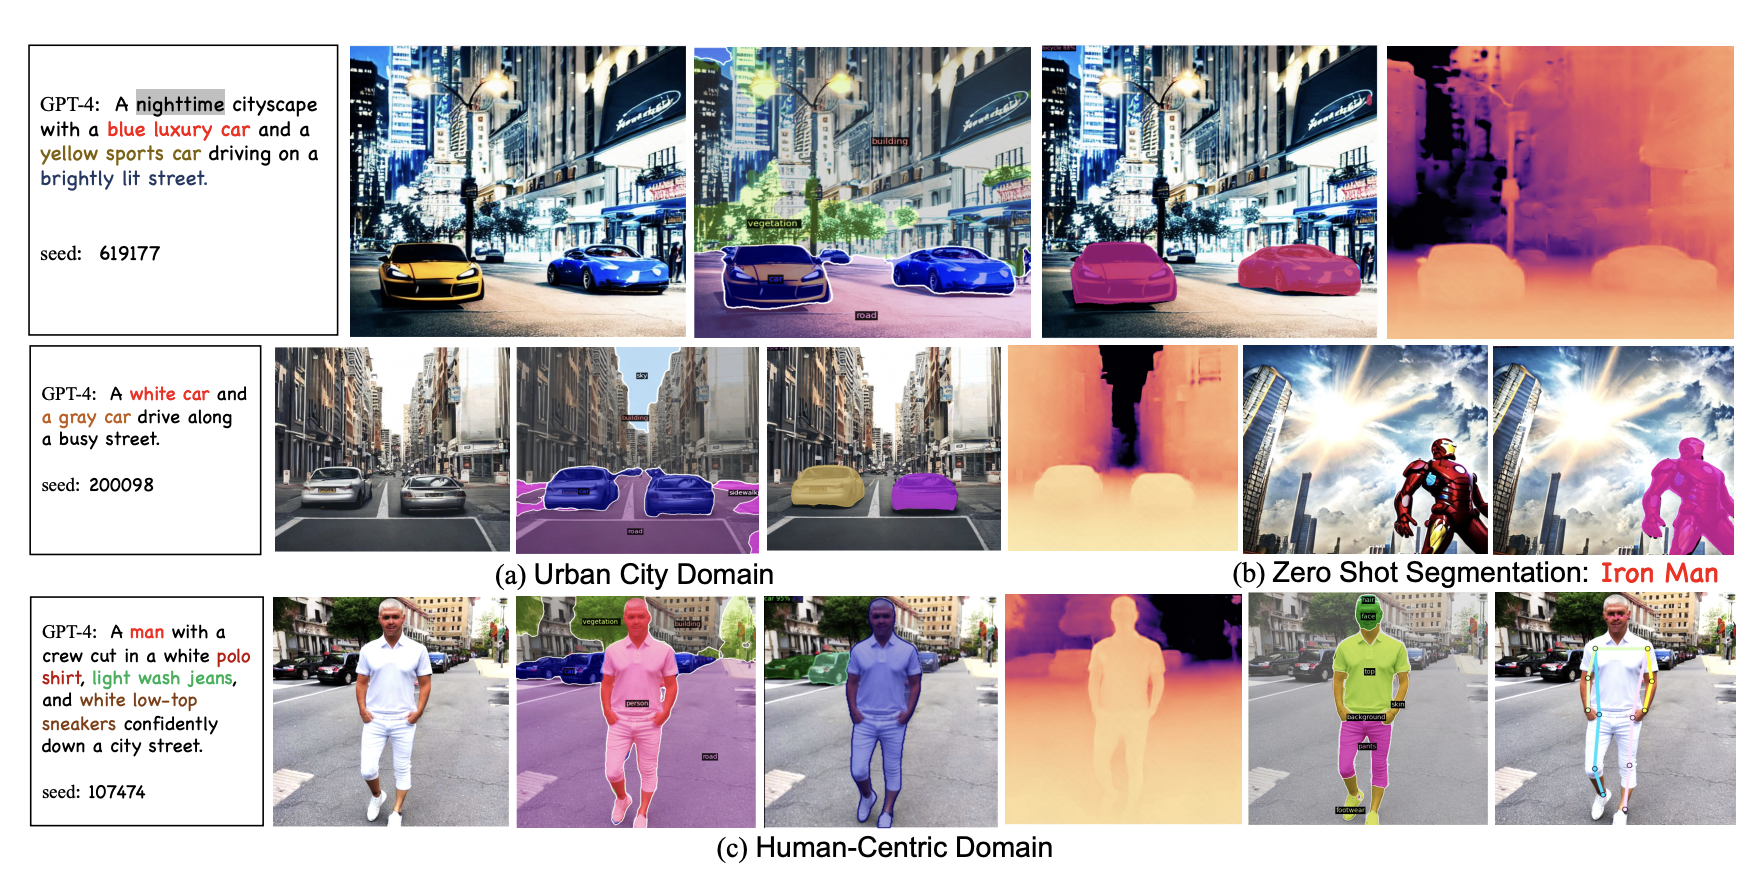 GPT-4: A nighttime cityscape
with a blue luxury car and a
yellow sports car driving on a
brightly lit street.
seed: 619177
building
vegetation
car
road
bicycle 88%
GPT-4: A white car and
a gray car drive along
a busy street.
seed: 200098
sky
building
car
sidewalk
road
(a) Urban City Domain
(b) Zero Shot Segmentation: Iron Man
GPT-4: A man with a
crew cut in a white polo
shirt, light wash jeans,
and white low-top
sneakers confidently
down a city street.
seed: 107474
vegetation
building
person
road
car 95%
hair
face
top
skin
background
pants
footwear
(c) Human-Centric Domain